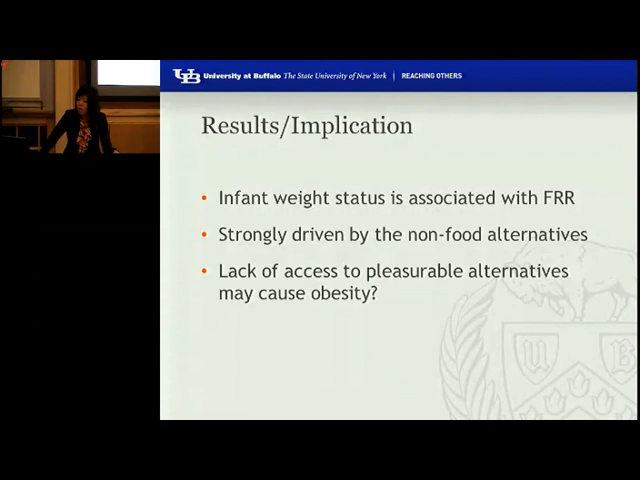 UB University at Buffalo The State University of New York | REACHING OTHERS
Results/Implication
• Infant weight status is associated with FRR
• Strongly driven by the non-food alternatives
• Lack of access to pleasurable alternatives
may cause obesity?
U B